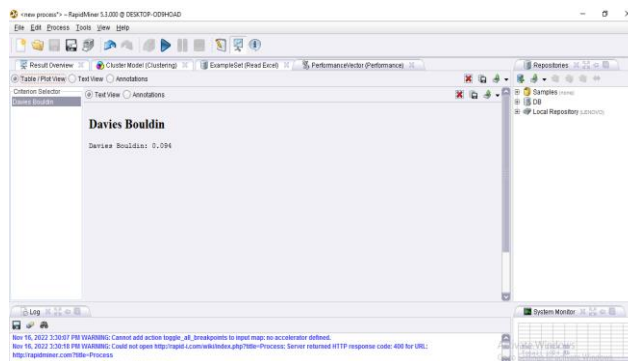 <new process*> – RapidMiner 5.3.000 @ DESKTOP-OD9HOAD
File Edit Process Tools View Help
Result Overview Cluster Model (Clustering) ExampleSet (Read Excel) PerformanceVector (Performance) Repositories
Table / Plot View Text View Annotations
Samples (none)
DB
Local Repository (LENOVO)
Criterion Selector
Davies Bouldin
Text View Annotations
Davies Bouldin
Davies Bouldin: 0.094
Log
System Monitor
Nov 16, 2022 3:30:07 PM WARNING: Cannot add action toggle_all_breakpoints to input map: no accelerator defined.
Nov 16, 2022 3:30:18 PM WARNING: Could not open http://rapid-i.com/wiki/index.php?title=Process: Server returned HTTP response code: 400 for URL:
http://rapidminer.com?title=Process